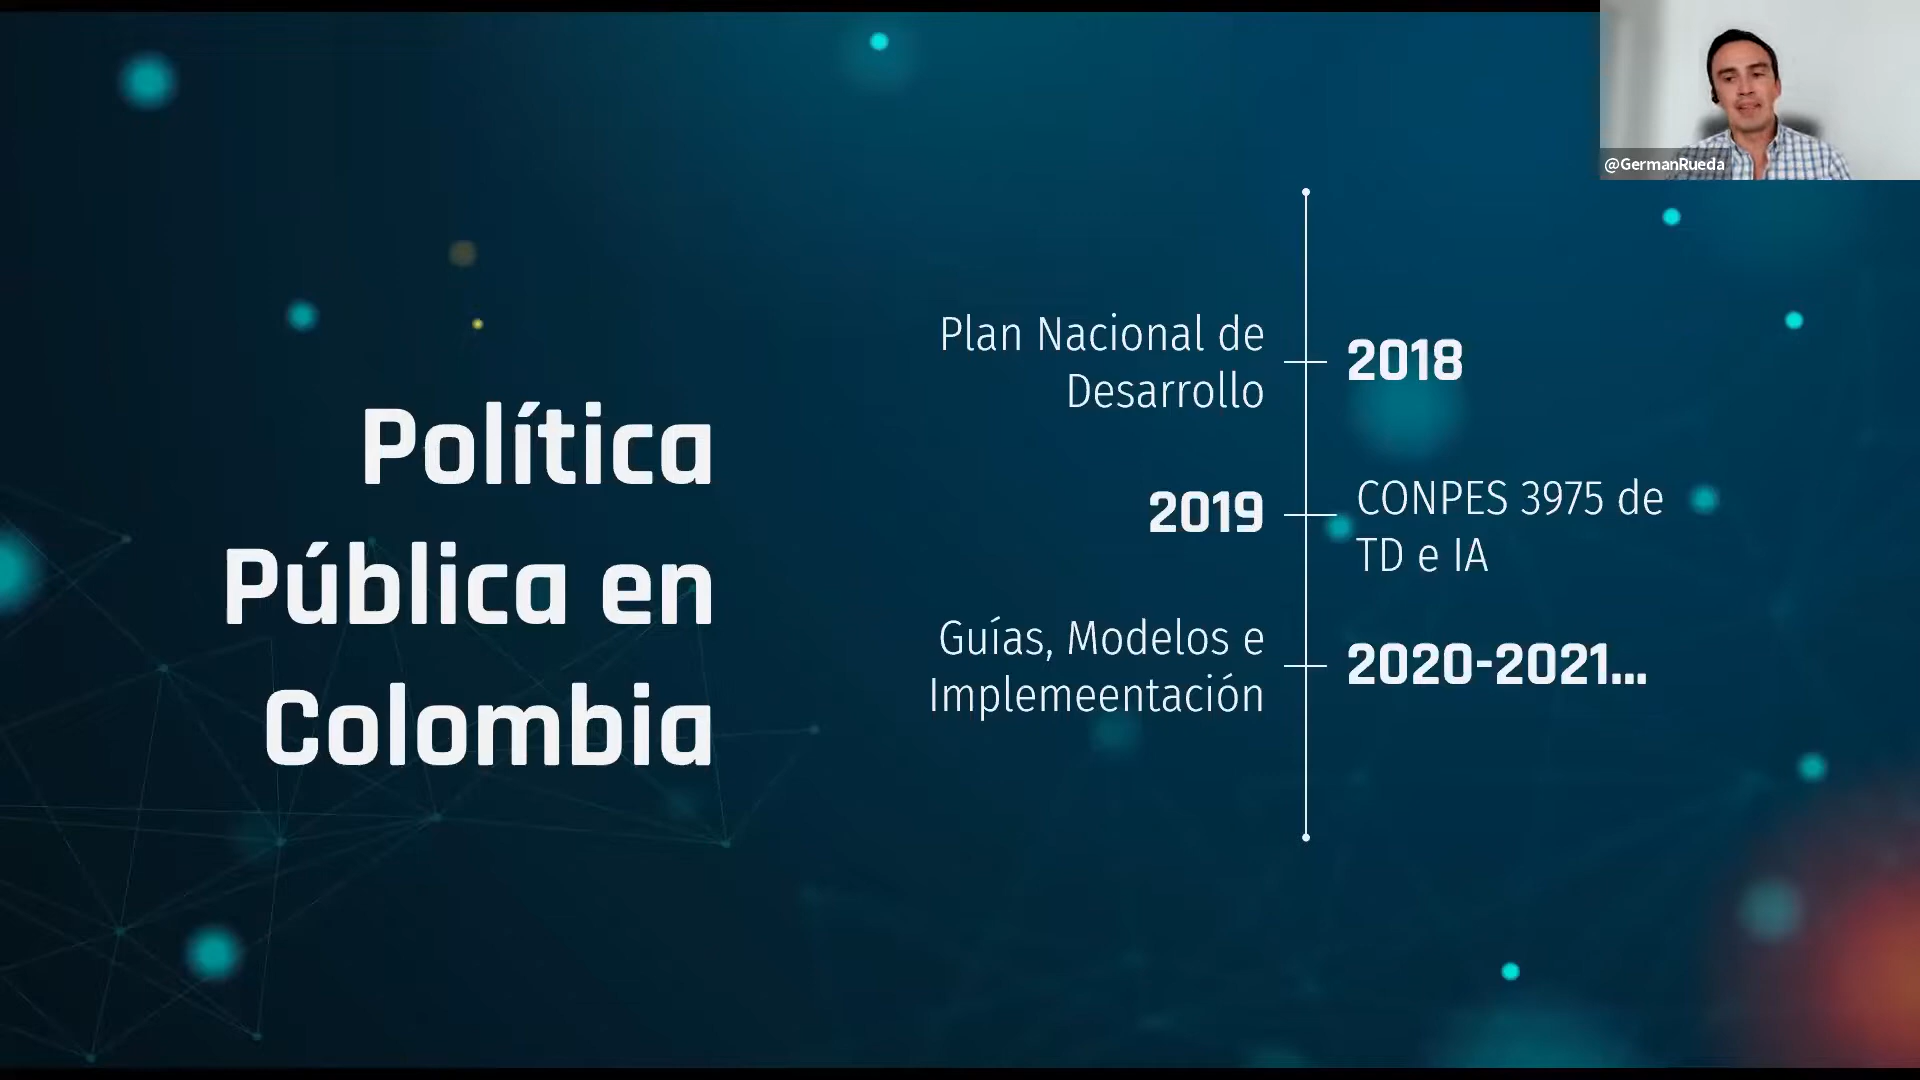 @GermanRueda
Política
Pública en
Colombia
Plan Nacional de
Desarrollo
2018
2019
CONPES 3975 de
TD e IA
Guías, Modelos e
Implemeentación
2020-2021...